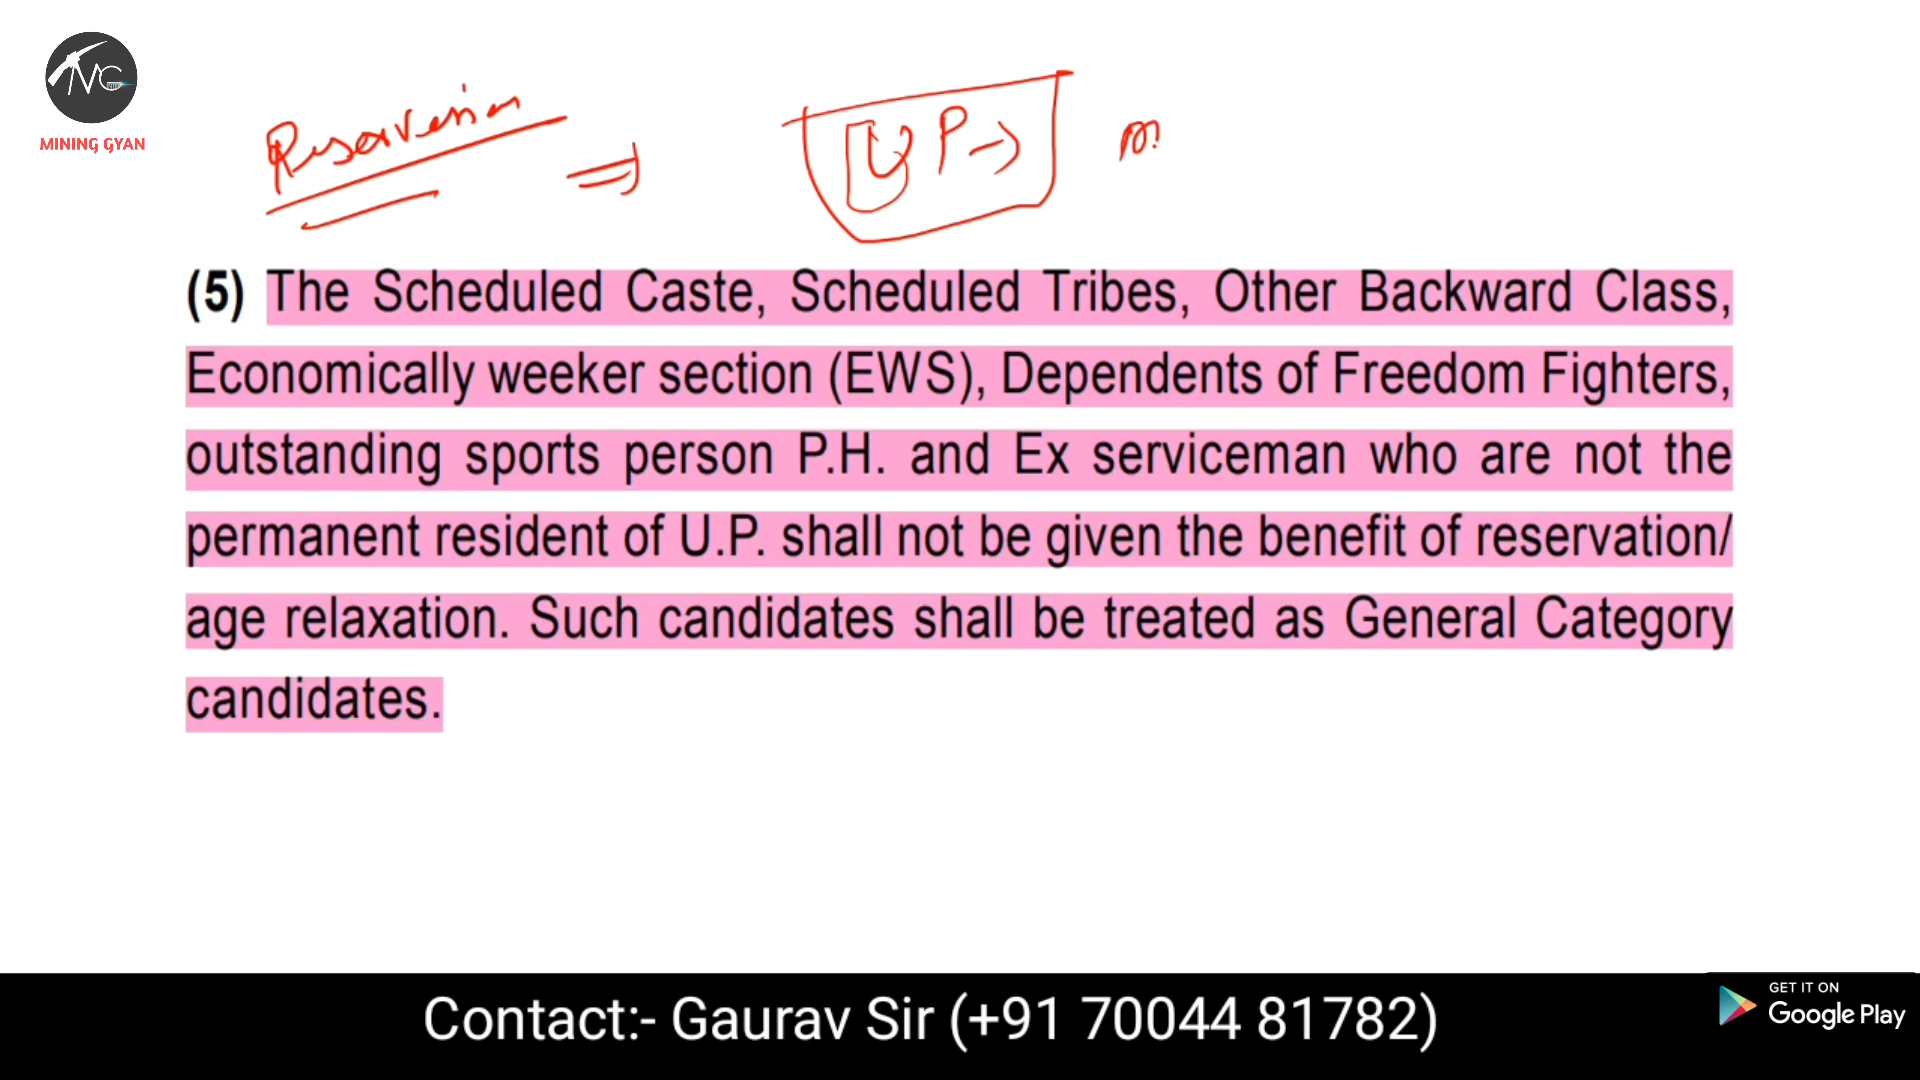 MG
MINING GYAN
Reservation ⇒ UP →
(5) The Scheduled Caste, Scheduled Tribes, Other Backward Class,
Economically weeker section (EWS), Dependents of Freedom Fighters,
outstanding sports person P.H. and Ex serviceman who are not the
permanent resident of U.P. shall not be given the benefit of reservation/
age relaxation. Such candidates shall be treated as General Category
candidates.
Contact:- Gaurav Sir (+91 70044 81782)
GET IT ON
Google Play